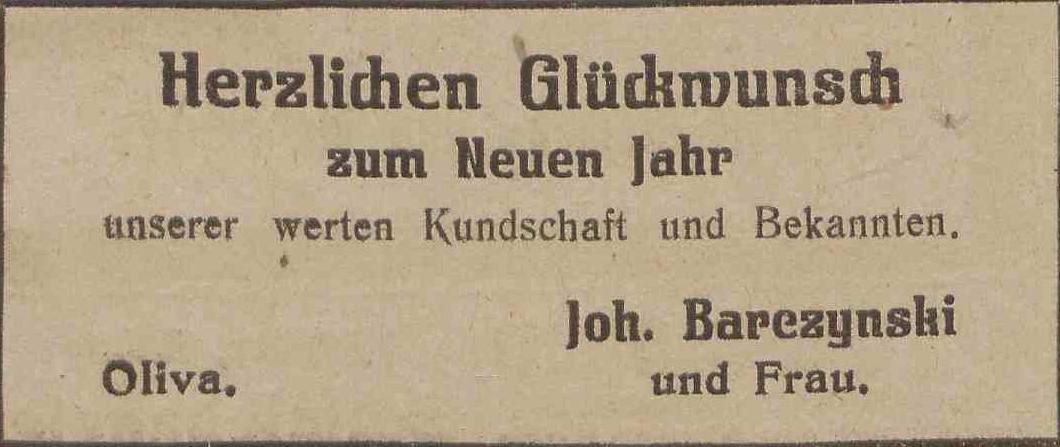 Herzlichen Glückwunsch
zum Neuen Jahr
unserer werten Kundschaft und Bekannten.
Joh. Barczynski
Oliva. und Frau.